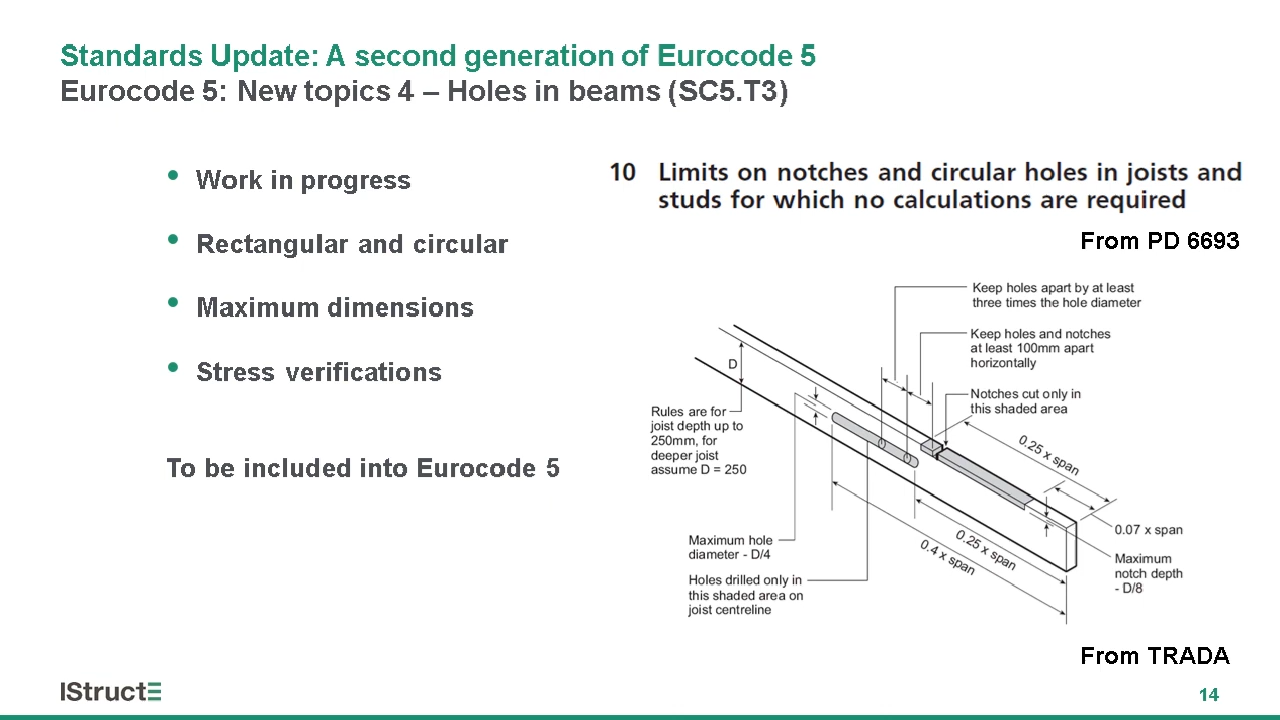 Standards Update: A second generation of Eurocode 5
Eurocode 5: New topics 4 – Holes in beams (SC5.T3)
• Work in progress
• Rectangular and circular
• Maximum dimensions
• Stress verifications
To be included into Eurocode 5
10 Limits on notches and circular holes in joists and
studs for which no calculations are required
From PD 6693
Keep holes apart by at least
three times the hole diameter
Keep holes and notches
at least 100mm apart
horizontally
Notches cut only in
this shaded area
D
Rules are for
joist depth up to
250mm, for
deeper joist
assume D = 250
0.25 x span
0.07 x span
Maximum
notch depth
- D/8
0.25 x span
0.4 x span
Maximum hole
diameter - D/4
Holes drilled only in
this shaded area on
joist centreline
From TRADA
IStructE
14